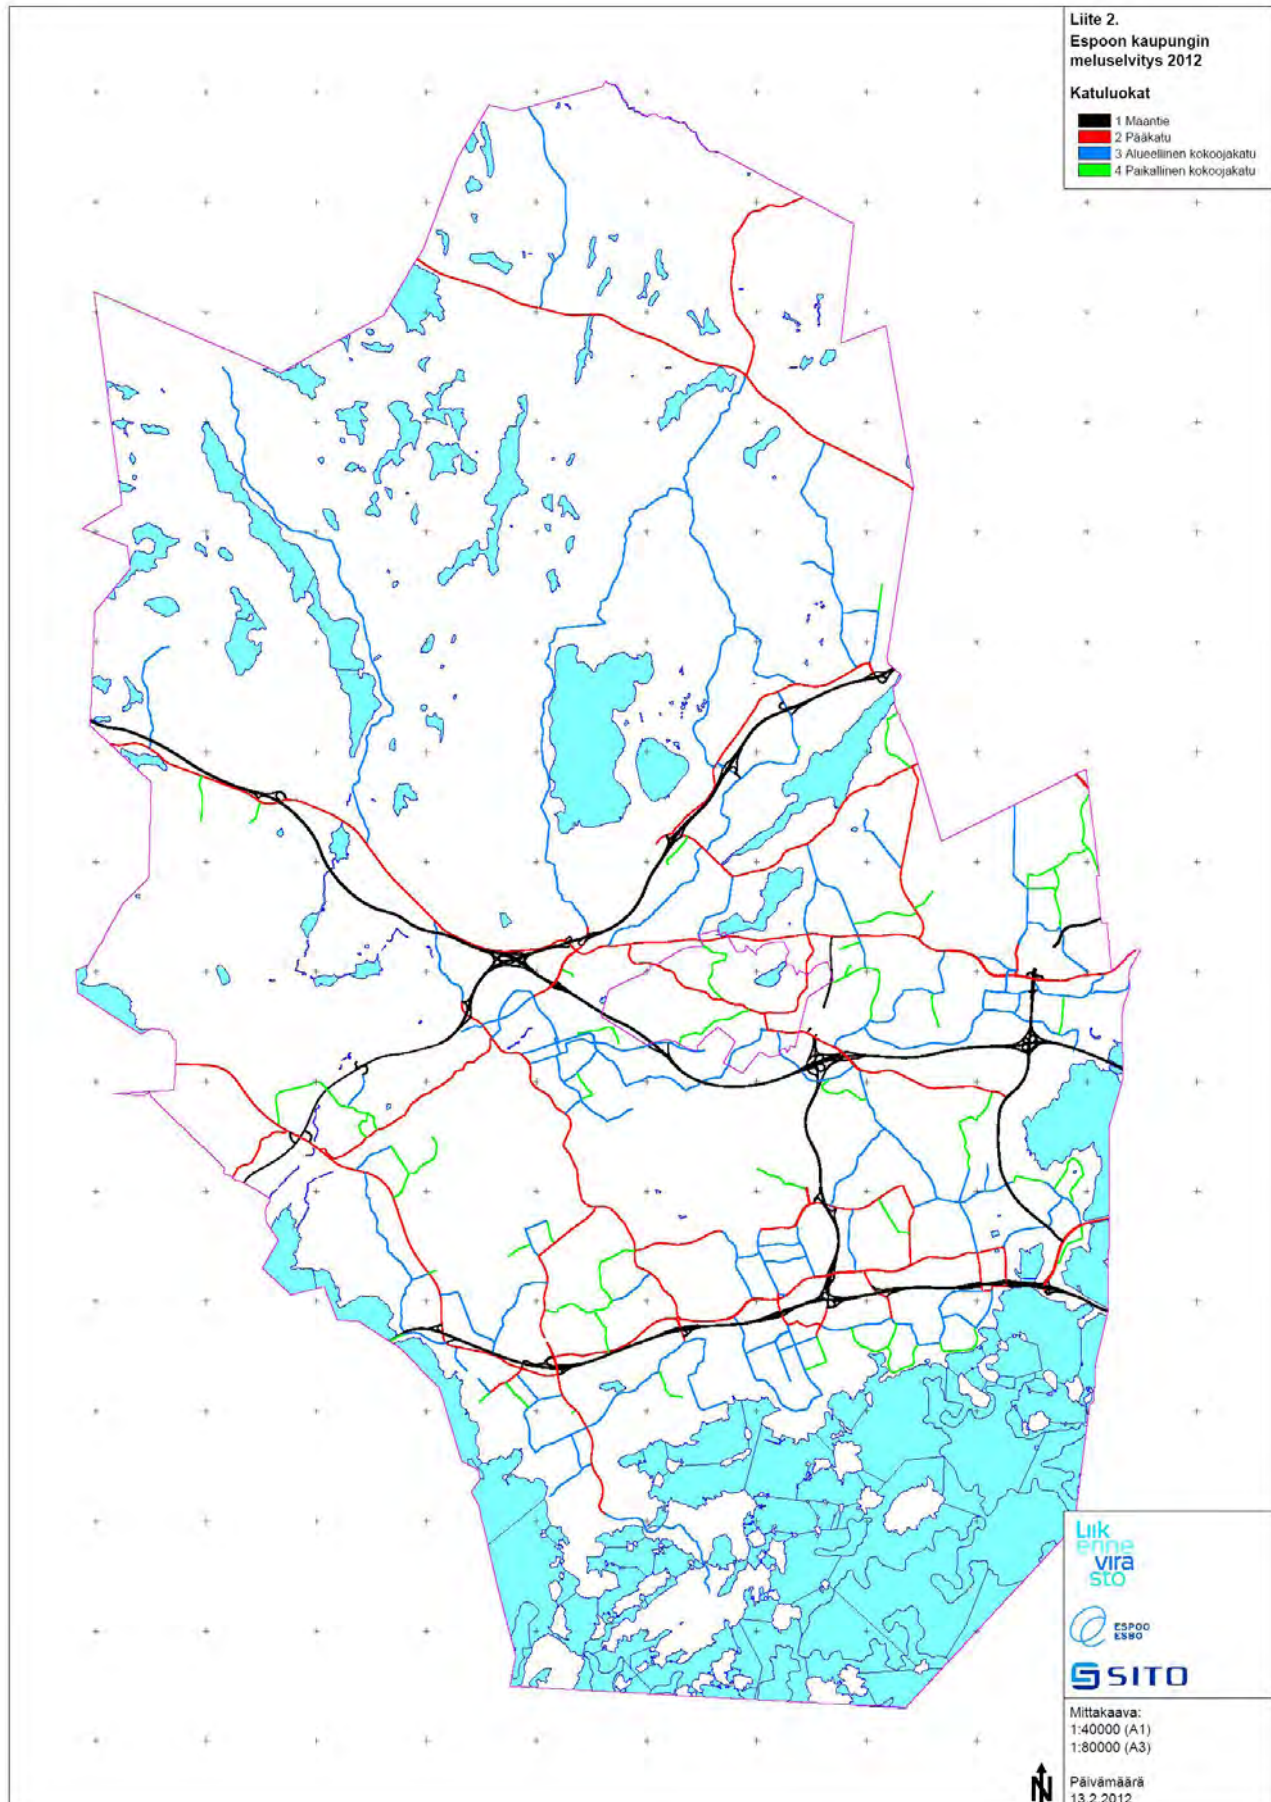 Liite 2.
Espoon kaupungin
meluselvitys 2012
Katuluokat
1 Maantie
2 Pääkatu
3 Alueellinen kokoojakatu
4 Paikallinen kokoojakatu
Liik
enne
vira
sto
ESPOO
ESBO
SITO
Mittakaava:
1:40000 (A1)
1:80000 (A3)
N
Päivämäärä
13.2.2012